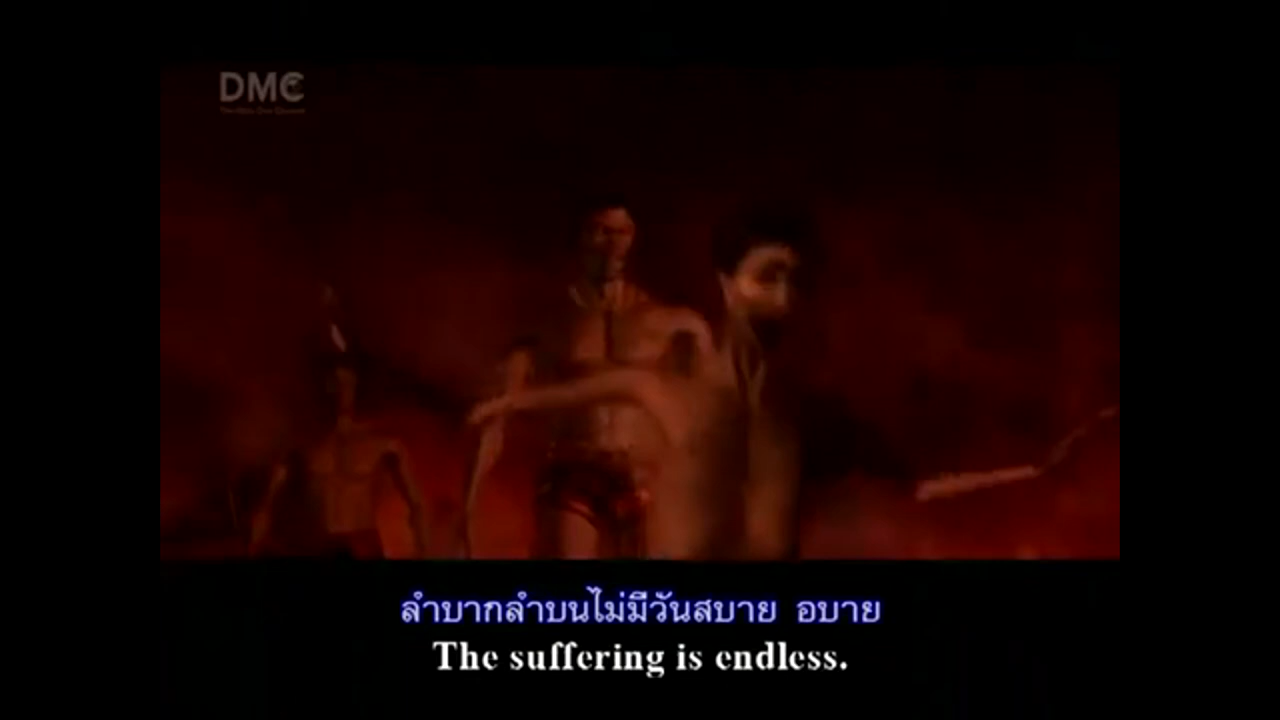 DMC
ลำบากลำบนไม่มีวันสบาย อบาย
The suffering is endless.